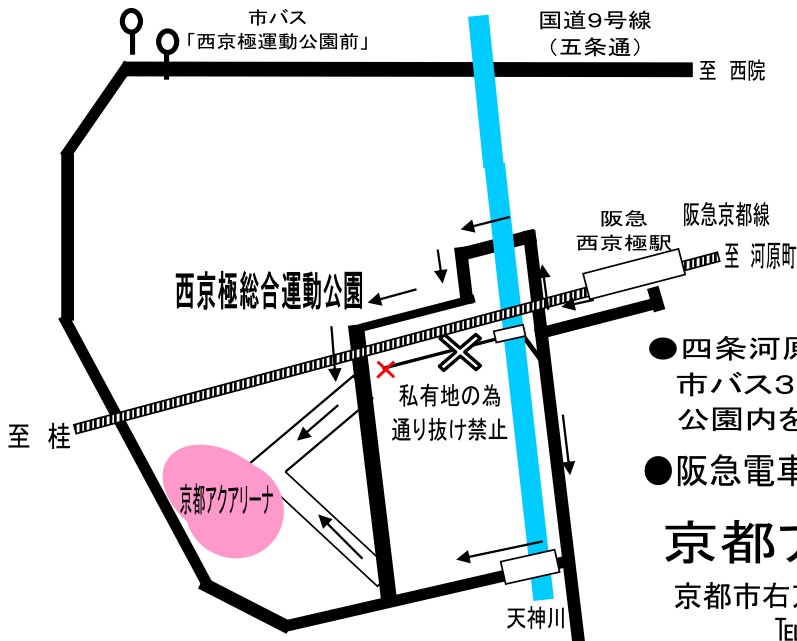 市バス
「西京極運動公園前」
国道9号線
（五条通）
至 西院
阪急
西京極駅
阪急京都線
至 河原町
西京極総合運動公園
●四条河原
市バス3
公園内を
私有地の為
通り抜け禁止
至 桂
●阪急電車
京都アクアリーナ
京都ア
京都市右
天神川
TEL